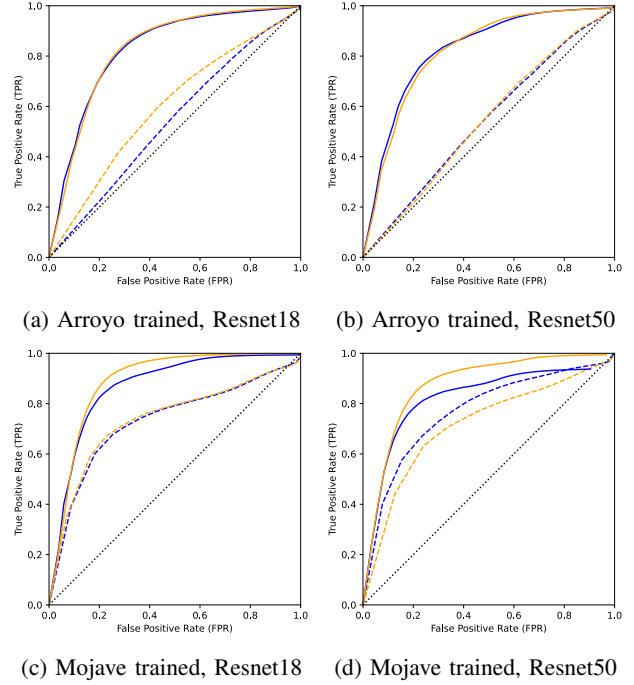 1.0
0.8
0.6
0.4
0.2
0.0
True Positive Rate (TPR)
0.0 0.2 0.4 0.6 0.8 1.0
False Positive Rate (FPR)
(a) Arroyo trained, Resnet18
1.0
0.8
0.6
0.4
0.2
0.0
True Positive Rate (TPR)
0.0 0.2 0.4 0.6 0.8 1.0
False Positive Rate (FPR)
(b) Arroyo trained, Resnet50
1.0
0.8
0.6
0.4
0.2
0.0
True Positive Rate (TPR)
0.0 0.2 0.4 0.6 0.8 1.0
False Positive Rate (FPR)
(c) Mojave trained, Resnet18
1.0
0.8
0.6
0.4
0.2
0.0
True Positive Rate (TPR)
0.0 0.2 0.4 0.6 0.8 1.0
False Positive Rate (FPR)
(d) Mojave trained, Resnet50